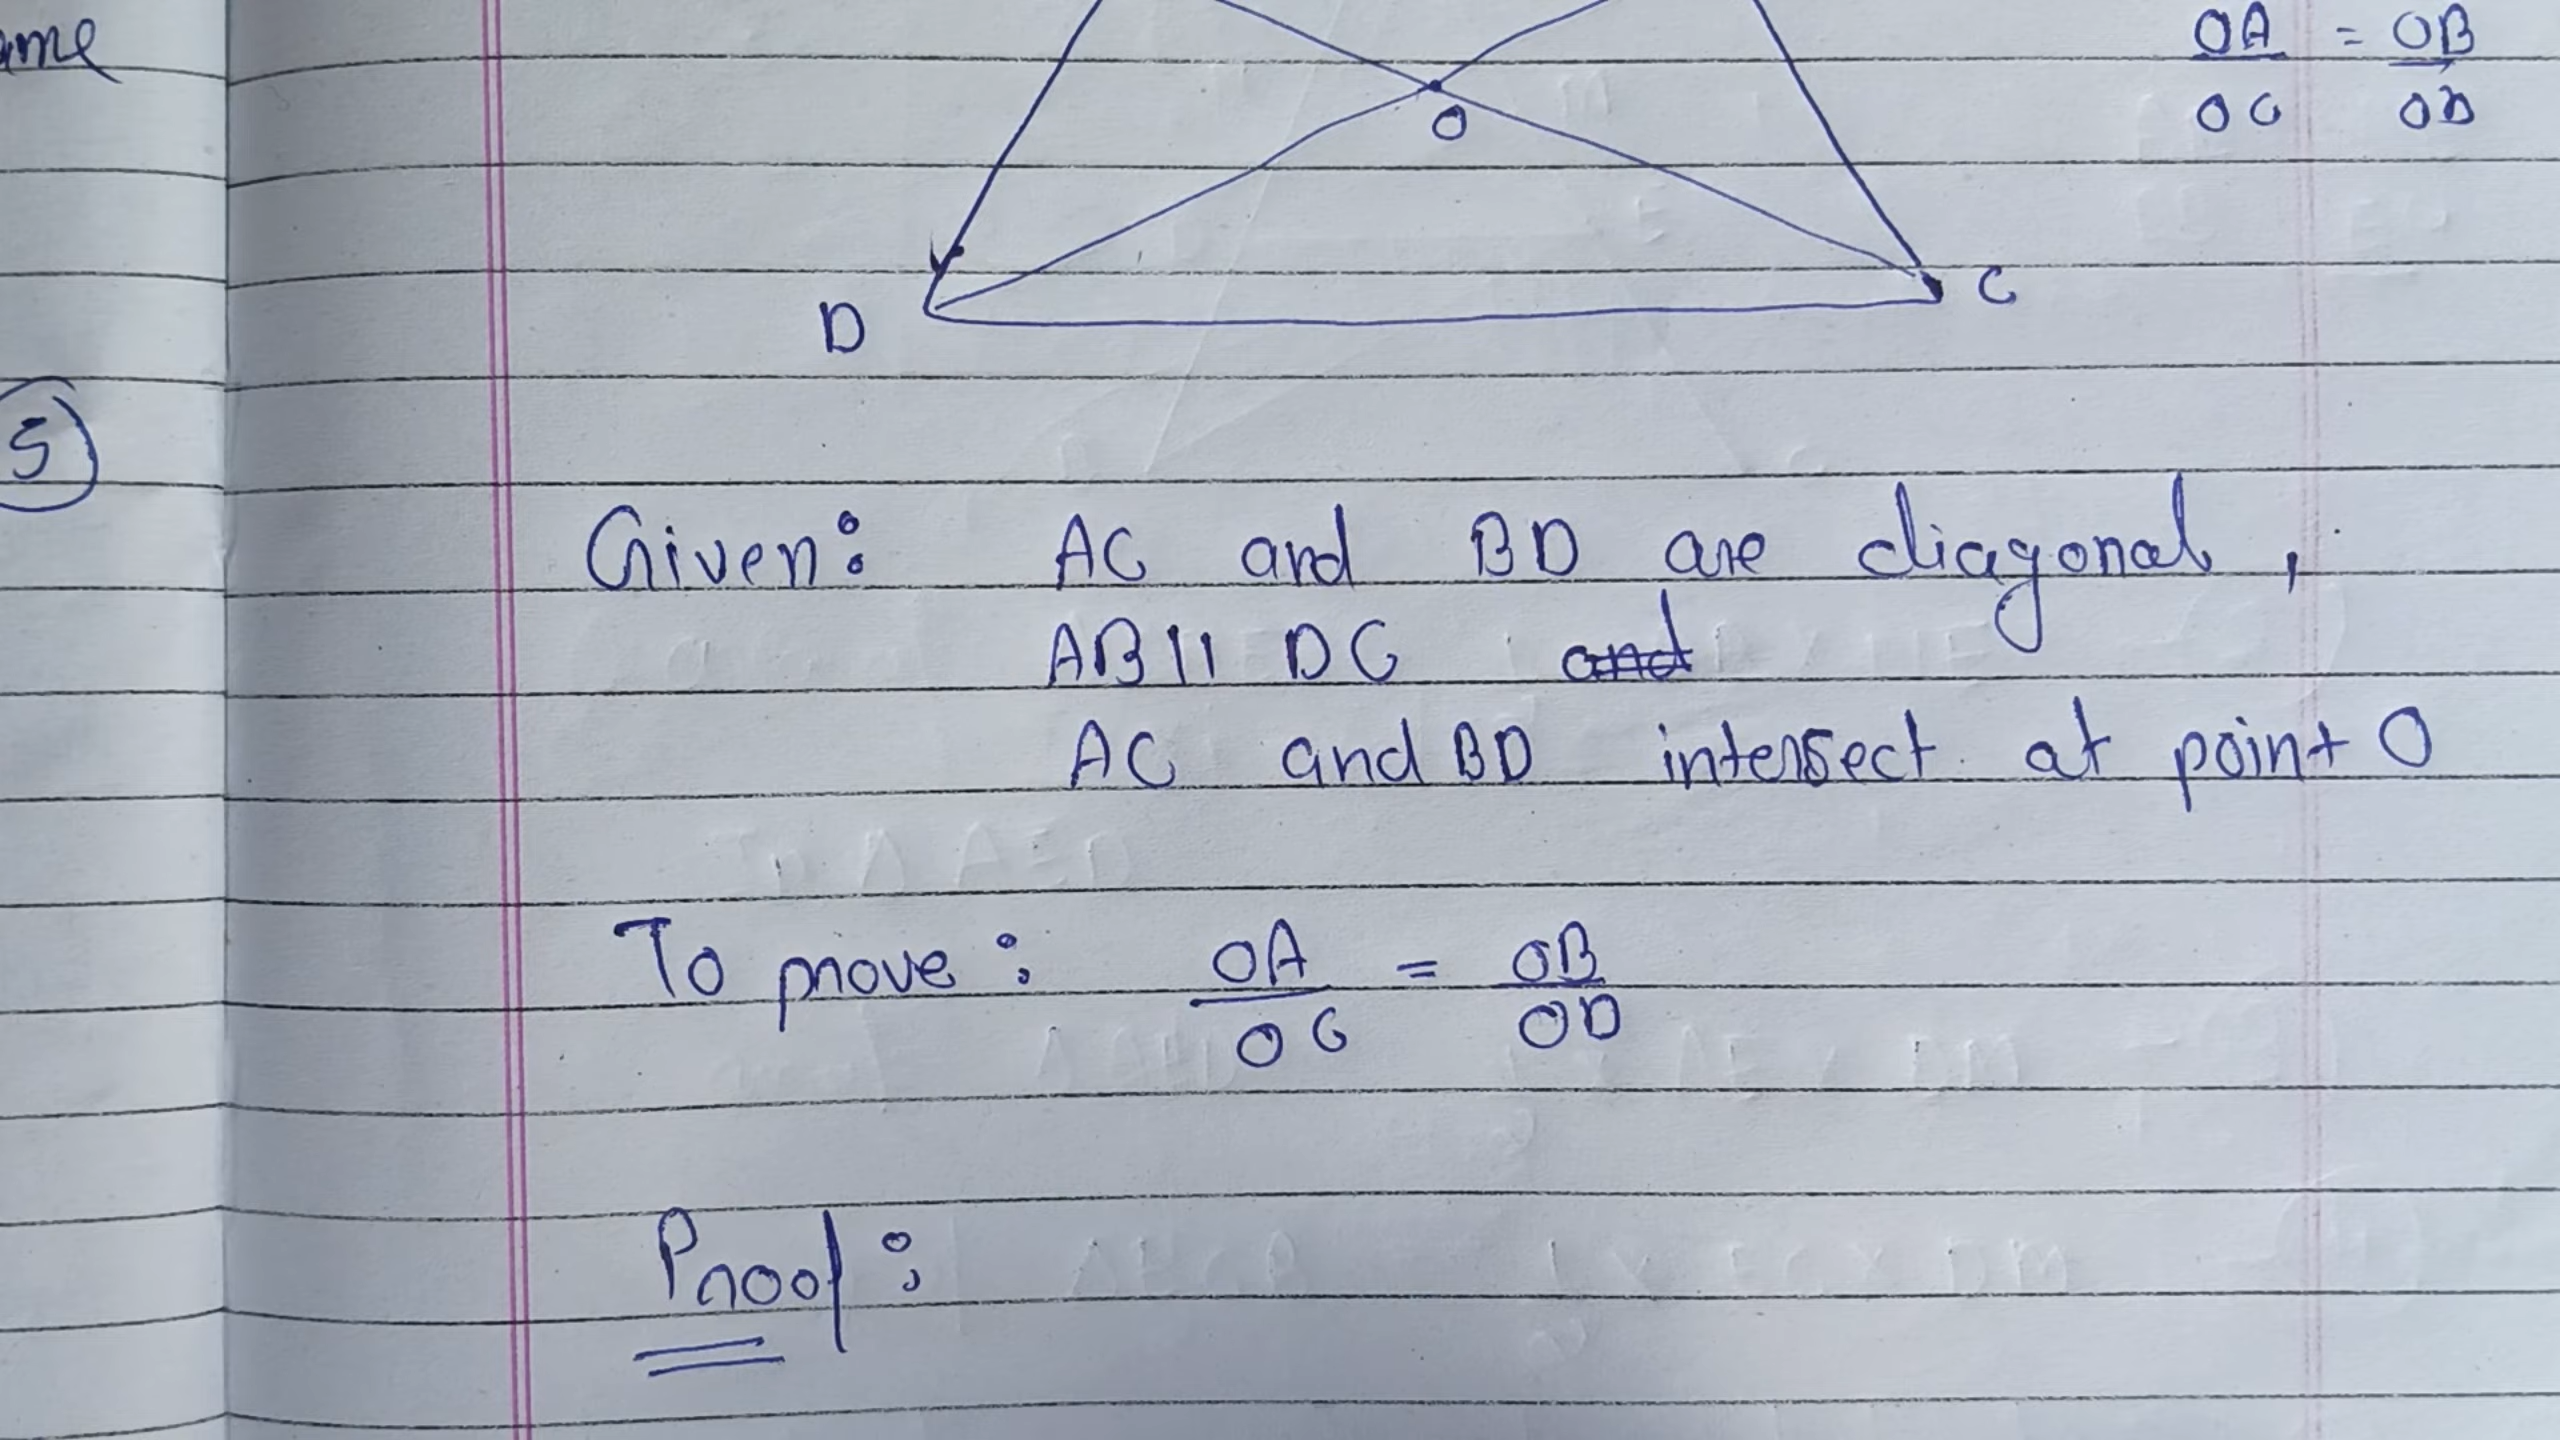 OA = OB
OC OD
O
C
D
5
Given: AC and BD are diagonal,
AB || DC and
AC and BD intersect at point O
To prove: OA = OB
OC OD
Proof: